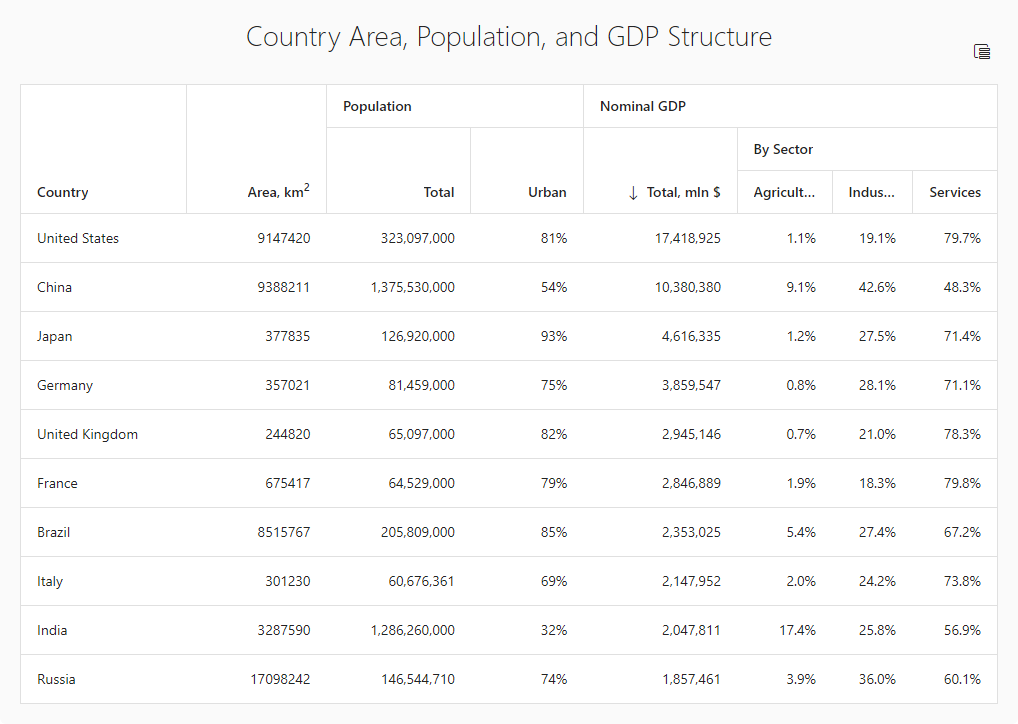 Country Area, Population, and GDP Structure
Population Nominal GDP
By Sector
Country Area, km² Total Urban ↓ Total, mln $ Agricult... Indus... Services
United States 9147420 323,097,000 81% 17,418,925 1.1% 19.1% 79.7%
China 9388211 1,375,530,000 54% 10,380,380 9.1% 42.6% 48.3%
Japan 377835 126,920,000 93% 4,616,335 1.2% 27.5% 71.4%
Germany 357021 81,459,000 75% 3,859,547 0.8% 28.1% 71.1%
United Kingdom 244820 65,097,000 82% 2,945,146 0.7% 21.0% 78.3%
France 675417 64,529,000 79% 2,846,889 1.9% 18.3% 79.8%
Brazil 8515767 205,809,000 85% 2,353,025 5.4% 27.4% 67.2%
Italy 301230 60,676,361 69% 2,147,952 2.0% 24.2% 73.8%
India 3287590 1,286,260,000 32% 2,047,811 17.4% 25.8% 56.9%
Russia 17098242 146,544,710 74% 1,857,461 3.9% 36.0% 60.1%